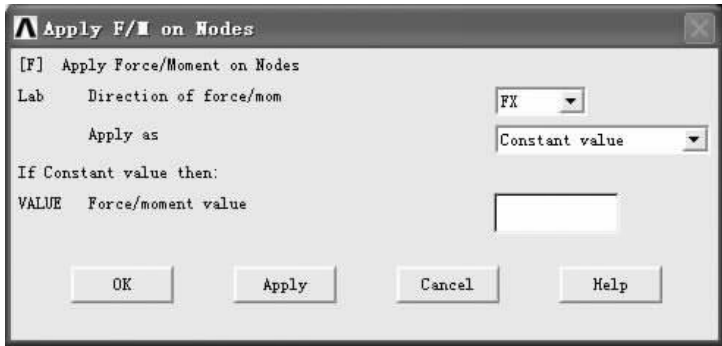 Apply F/M on Nodes
[F] Apply Force/Moment on Nodes
Lab Direction of force/mom FX
Apply as Constant value
If Constant value then:
VALUE Force/moment value
OK Apply Cancel Help